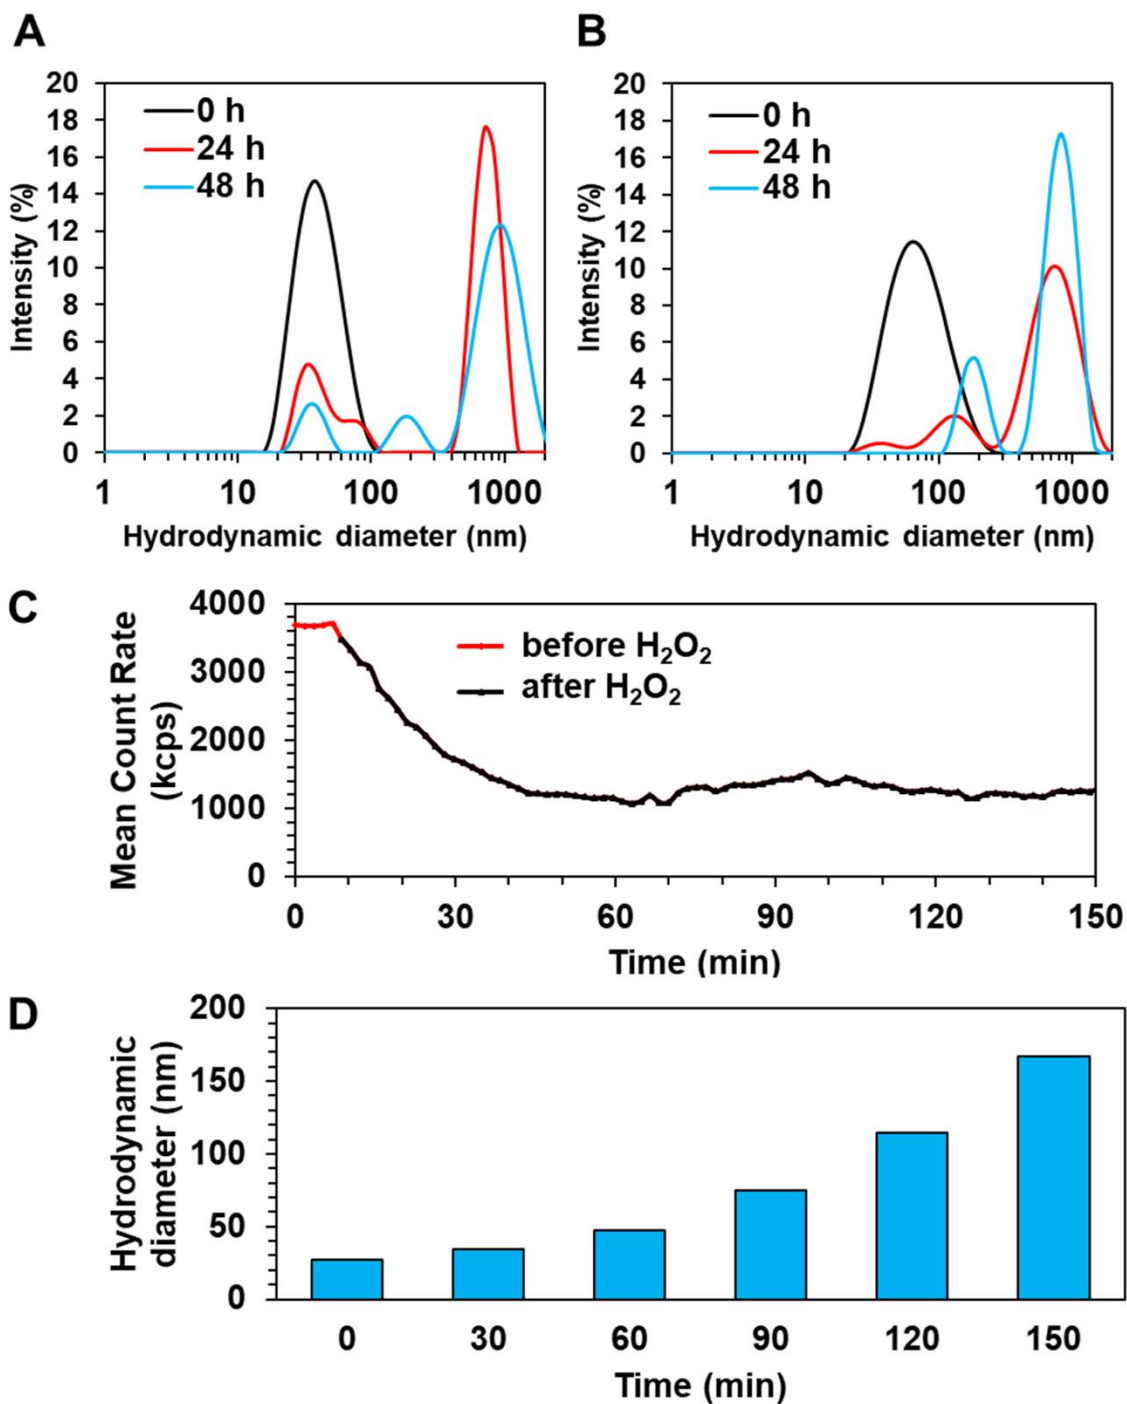 A
20
18
16
14
12
10
8
6
4
2
0
Intensity (%)
0 h
24 h
48 h
1 10 100 1000
Hydrodynamic diameter (nm)
B
20
18
16
14
12
10
8
6
4
2
0
Intensity (%)
0 h
24 h
48 h
1 10 100 1000
Hydrodynamic diameter (nm)
C
Mean Count Rate
(kcps)
4000
3000
2000
1000
0
before H₂O₂
after H₂O₂
0 30 60 90 120 150
Time (min)
D
Hydrodynamic
diameter (nm)
200
150
100
50
0
0 30 60 90 120 150
Time (min)